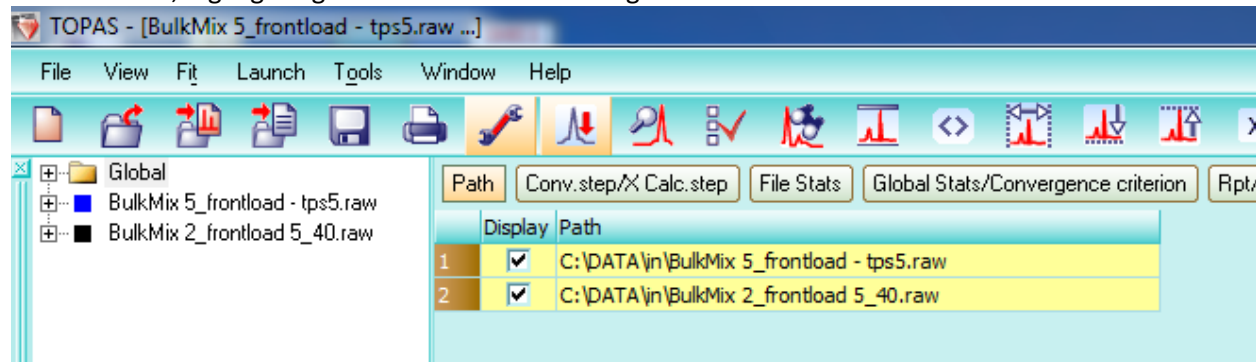 TOPAS - [BulkMix 5_frontload - tps5.raw ...]
File View Fit Launch Tools Window Help
Global
BulkMix 5_frontload - tps5.raw
BulkMix 2_frontload 5_40.raw
Path Conv.step/X Calc.step File Stats Global Stats/Convergence criterion Rpt/
Display Path
1 C:\DATA\in\BulkMix 5_frontload - tps5.raw
2 C:\DATA\in\BulkMix 2_frontload 5_40.raw